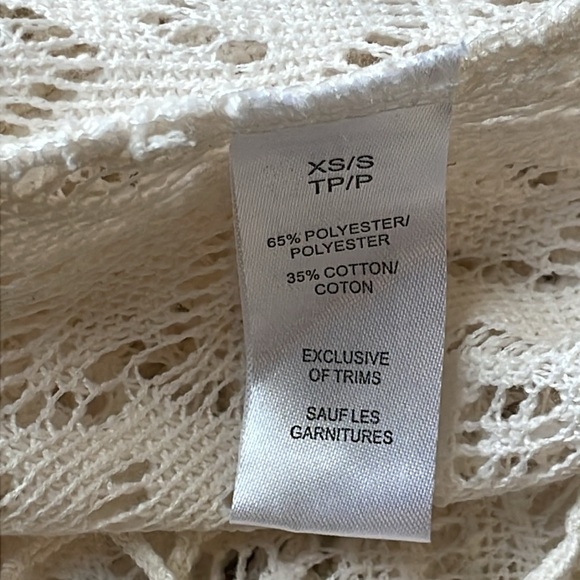 XS/S
TP/P
65% POLYESTER/
POLYESTER
35% COTTON/
COTON
EXCLUSIVE
OF TRIMS
SAUF LES
GARNITURES